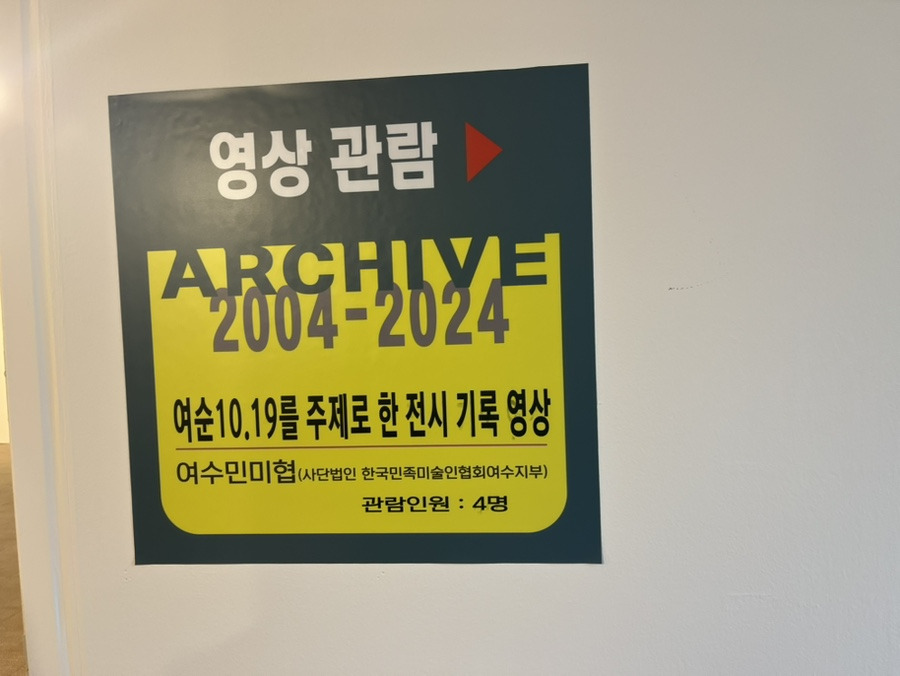 영상 관람
ARCHIVE
2004-2024
여순10.19를 주제로 한 전시 기록 영상
여수민미협(사단법인 한국민족미술인협회여수지부)
관람인원 : 4명